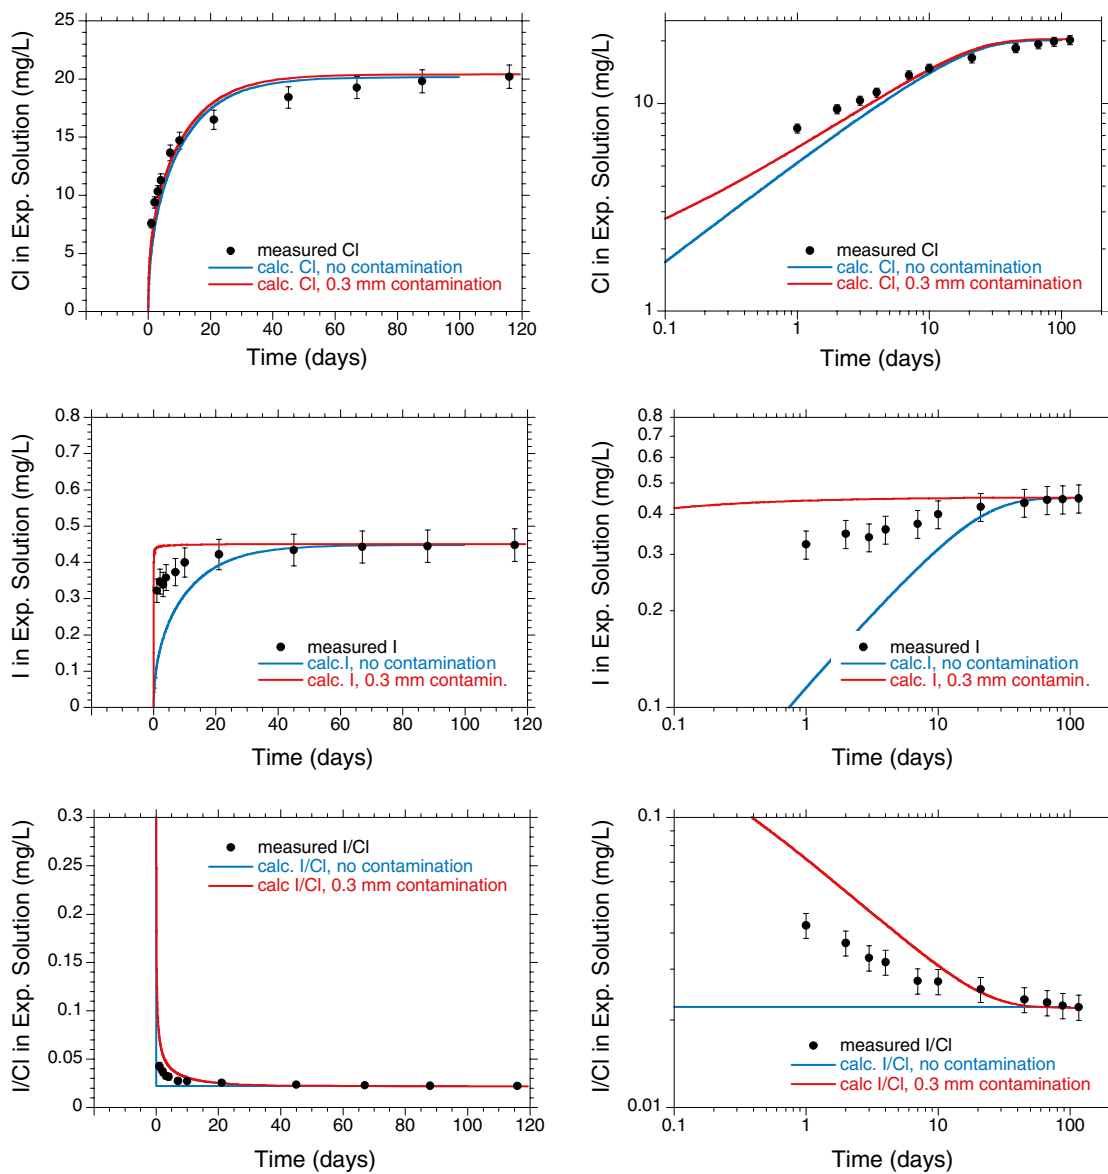 Cl in Exp. Solution (mg/L)
25
20
15
10
5
0
0
20
40
60
80
100
120
Time (days)
measured Cl
calc. Cl, no contamination
calc. Cl, 0.3 mm contamination
Cl in Exp. Solution (mg/L)
10
1
0.1
1
10
100
Time (days)
measured Cl
calc. Cl, no contamination
calc. Cl, 0.3 mm contamination
I in Exp. Solution (mg/L)
0.8
0.7
0.6
0.5
0.4
0.3
0.2
0.1
0
0
20
40
60
80
100
120
Time (days)
measured I
calc.I, no contamination
calc. I, 0.3 mm contamin.
I in Exp. Solution (mg/L)
0.8
0.7
0.6
0.5
0.4
0.3
0.2
0.1
0.1
1
10
100
Time (days)
measured I
calc.I, no contamination
calc. I, 0.3 mm contamin.
I/Cl in Exp. Solution (mg/L)
0.3
0.25
0.2
0.15
0.1
0.05
0
0
20
40
60
80
100
120
Time (days)
measured I/Cl
calc. I/Cl, no contamination
calc I/Cl, 0.3 mm contamination
I/Cl in Exp. Solution (mg/L)
0.1
0.01
0.1
1
10
100
Time (days)
measured I/Cl
calc. I/Cl, no contamination
calc I/Cl, 0.3 mm contamination